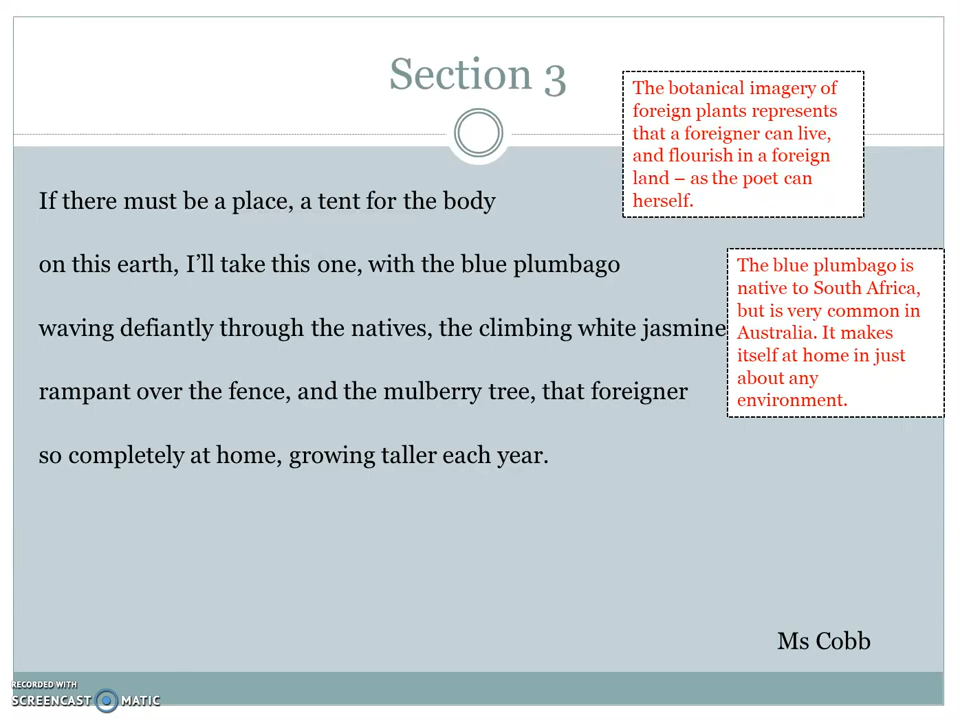 Section 3
The botanical imagery of
foreign plants represents
that a foreigner can live,
and flourish in a foreign
land – as the poet can
herself.
If there must be a place, a tent for the body
on this earth, I’ll take this one, with the blue plumbago
waving defiantly through the natives, the climbing white jasmine
rampant over the fence, and the mulberry tree, that foreigner
so completely at home, growing taller each year.
The blue plumbago is
native to South Africa,
but is very common in
Australia. It makes
itself at home in just
about any
environment.
Ms Cobb
RECORDED WITH
SCREENCAST MATIC